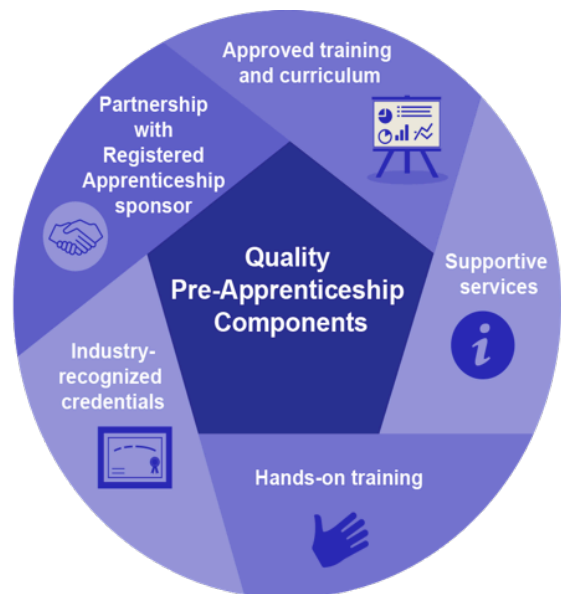 Approved training
and curriculum
Partnership
with
Registered
Apprenticeship
sponsor
Quality
Pre-Apprenticeship
Components
Supportive
services
i
Industry-
recognized
credentials
Hands-on training